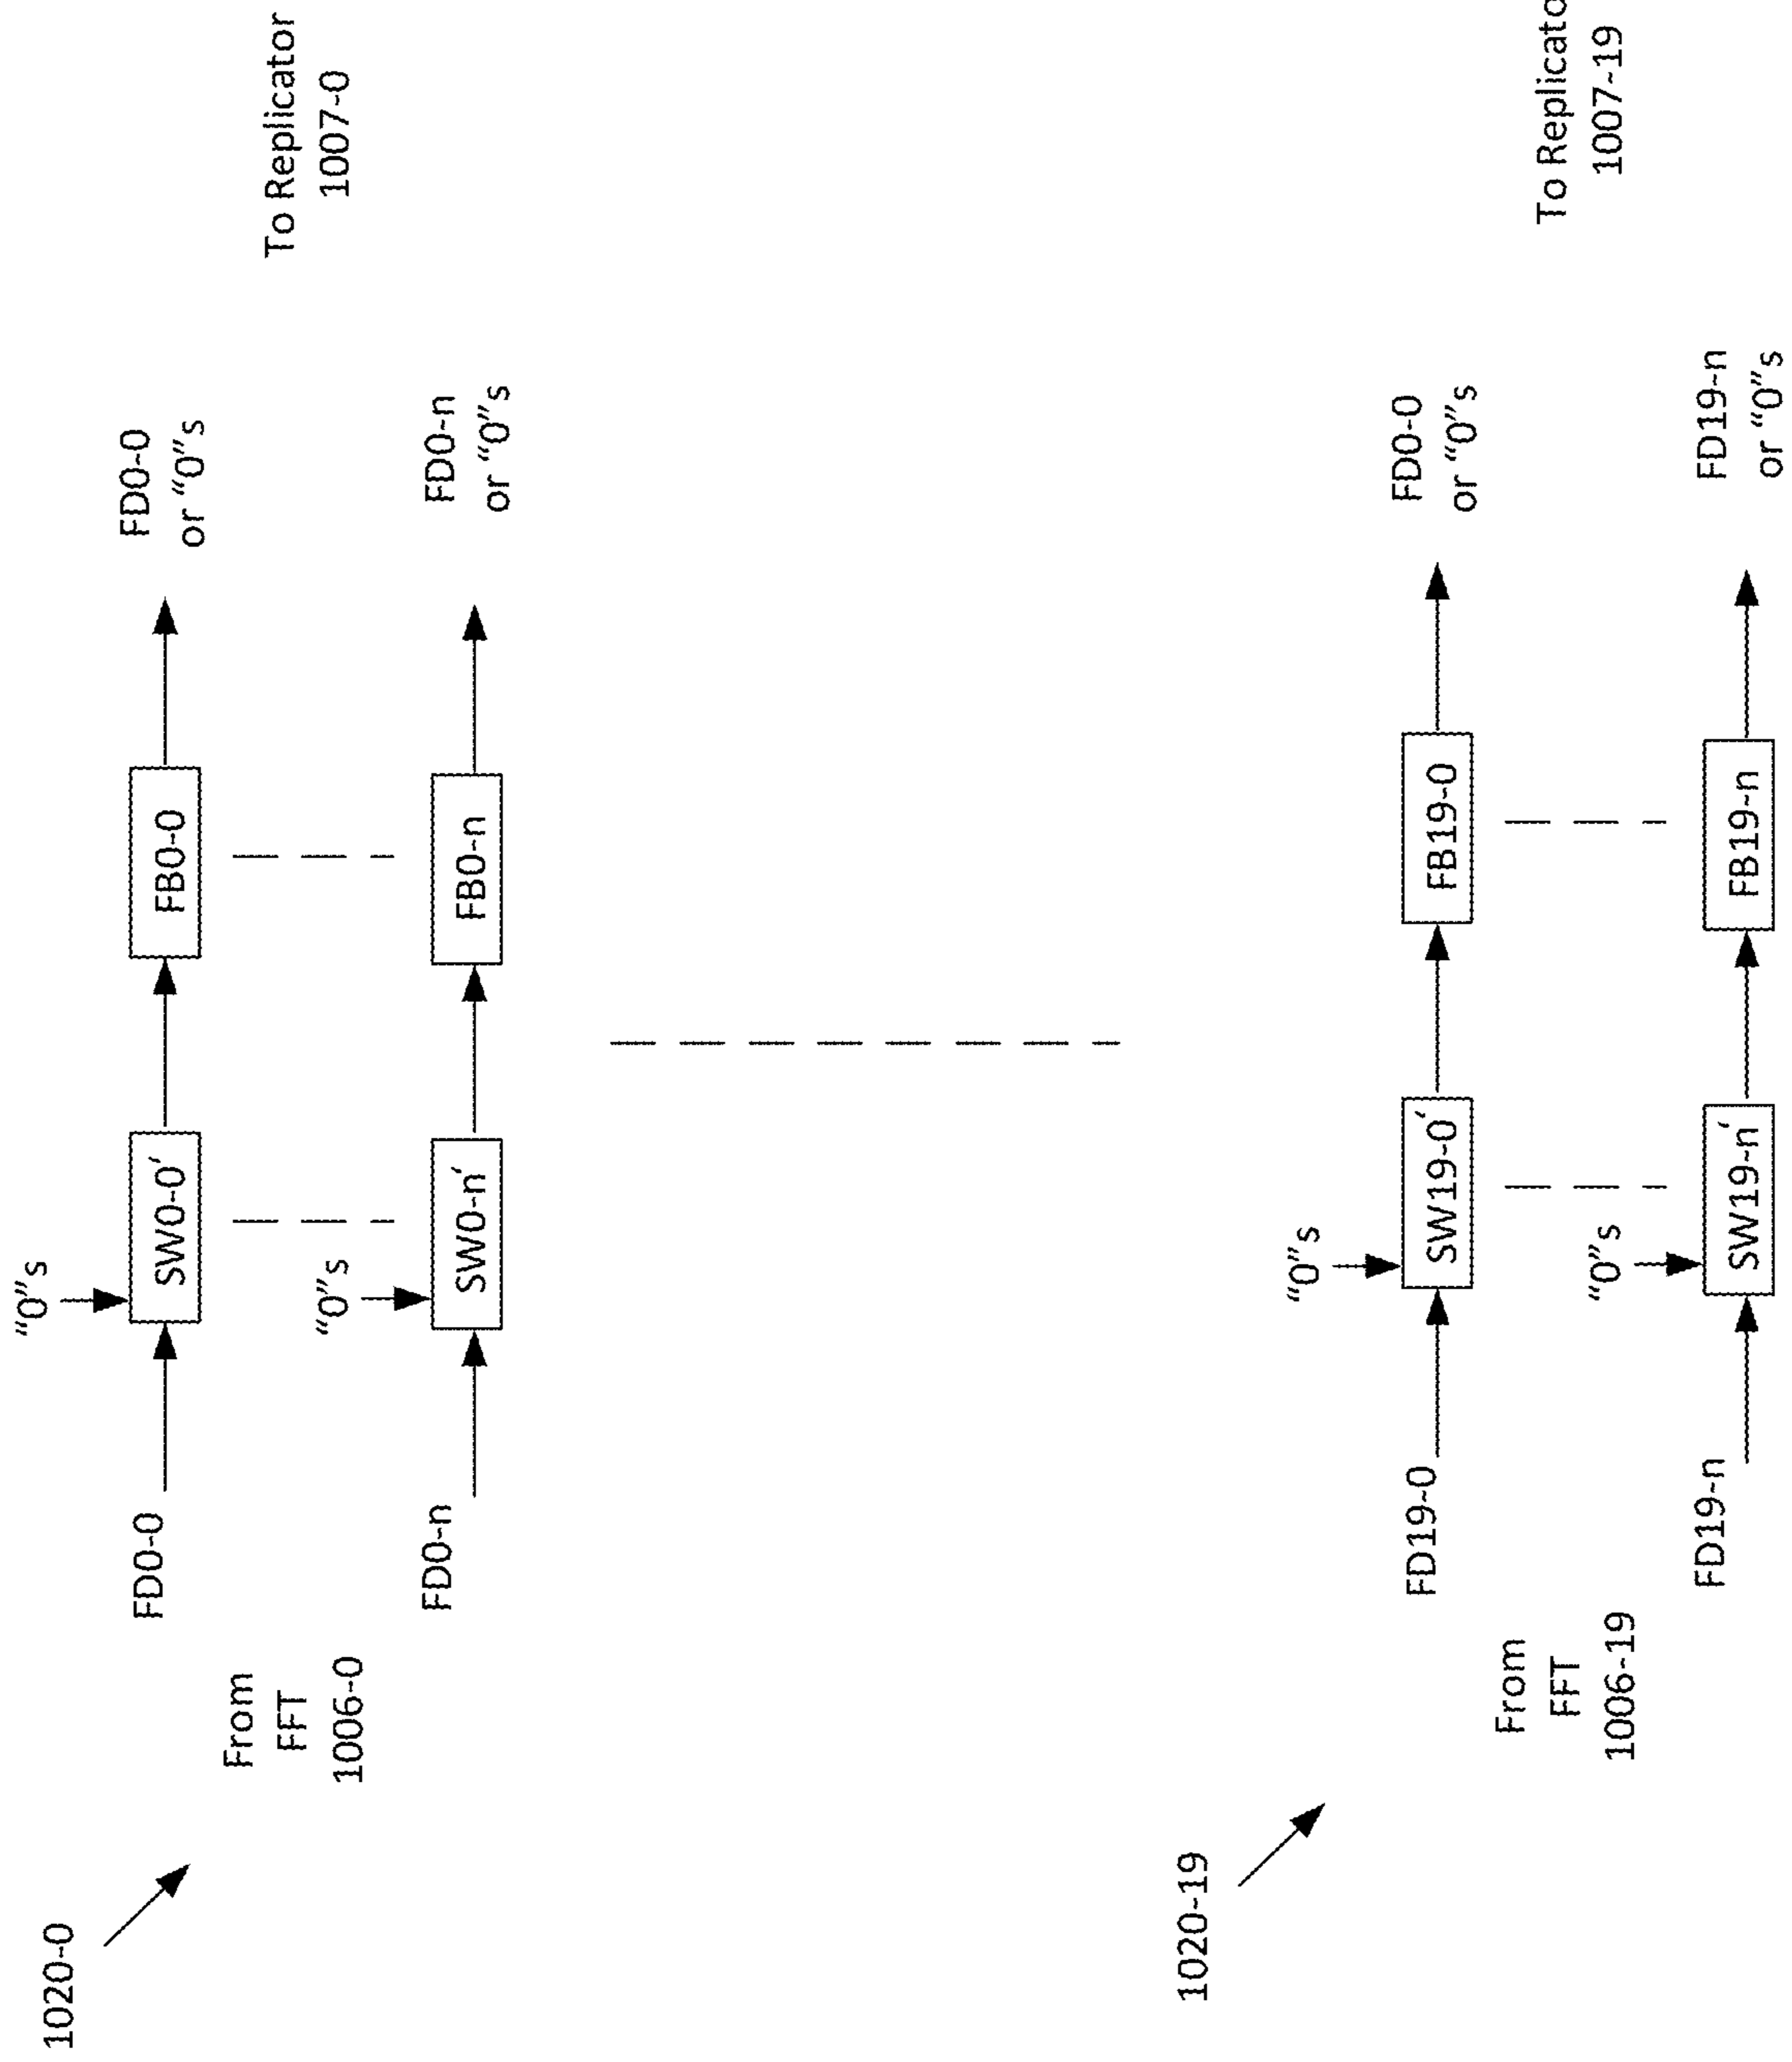 1020-0
"0"s
FD0-0
SW0-0'
FB0-0
FD0-0
or "0"s
From
FFT
1006-0
To Replicator
1007-0
"0"s
FD0-n
SW0-n'
FB0-n
FD0-n
or "0"s
1020-19
"0"s
FD19-0
SW19-0'
FB19-0
FD0-0
or "0"s
From
FFT
1006-19
To Replicato
1007-19
"0"s
FD19-n
SW19-n'
FB19-n
FD19-n
or "0"s